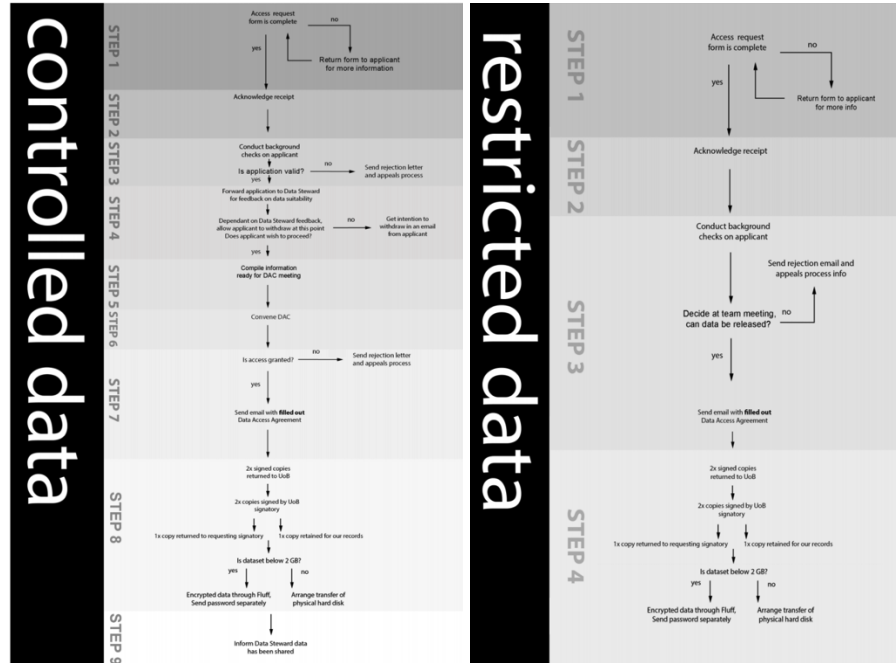 controlled data
STEP 1
Access request
form is complete
no
yes
Return form to applicant
for more information
STEP 2
Acknowledge receipt
STEP 3
Conduct background
checks on applicant
Is application valid?
no
Send rejection letter
and appeals process
yes
STEP 4
Forward application to Data Steward
for feedback on data suitability
Dependant on Data Steward feedback,
allow applicant to withdraw at this point
Does applicant wish to proceed?
no
Get intention to
withdraw in an email
from applicant
yes
STEP 5
Compile information
ready for DAC meeting
STEP 6
Convene DAC
STEP 7
Is access granted?
no
Send rejection letter
and appeals process
yes
Send email with filled out
Data Access Agreement
STEP 8
2x signed copies
returned to UoB
2x copies signed by UoB
signatory
1x copy returned to requesting signatory
1x copy retained for our records
Is dataset below 2 GB?
yes
no
Encrypted data through Fluff,
Send password separately
Arrange transfer of
physical hard disk
STEP 9
Inform Data Steward data
has been shared
restricted data
STEP 1
Access request
form is complete
no
yes
Return form to applicant
for more info
STEP 2
Acknowledge receipt
STEP 3
Conduct background
checks on applicant
Send rejection email and
appeals process info
Decide at team meeting,
can data be released?
no
yes
Send email with filled out
Data Access Agreement
STEP 4
2x signed copies
returned to UoB
2x copies signed by UoB
signatory
1x copy returned to requesting signatory
1x copy retained for our records
Is dataset below 2 GB?
yes
no
Encrypted data through Fluff,
Send password separately
Arrange transfer of
physical hard disk